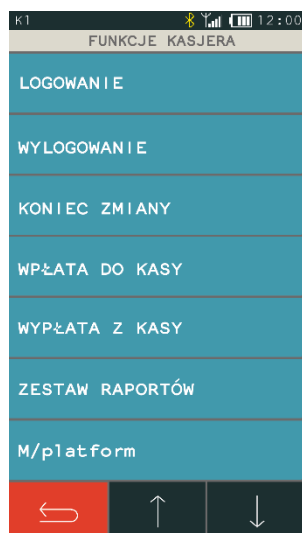 K1 12:00
FUNKCJE KASJERA
LOGOWANIE
WYLOGOWANIE
KONIEC ZMIANY
WPŁATA DO KASY
WYPŁATA Z KASY
ZESTAW RAPORTÓW
M/platform